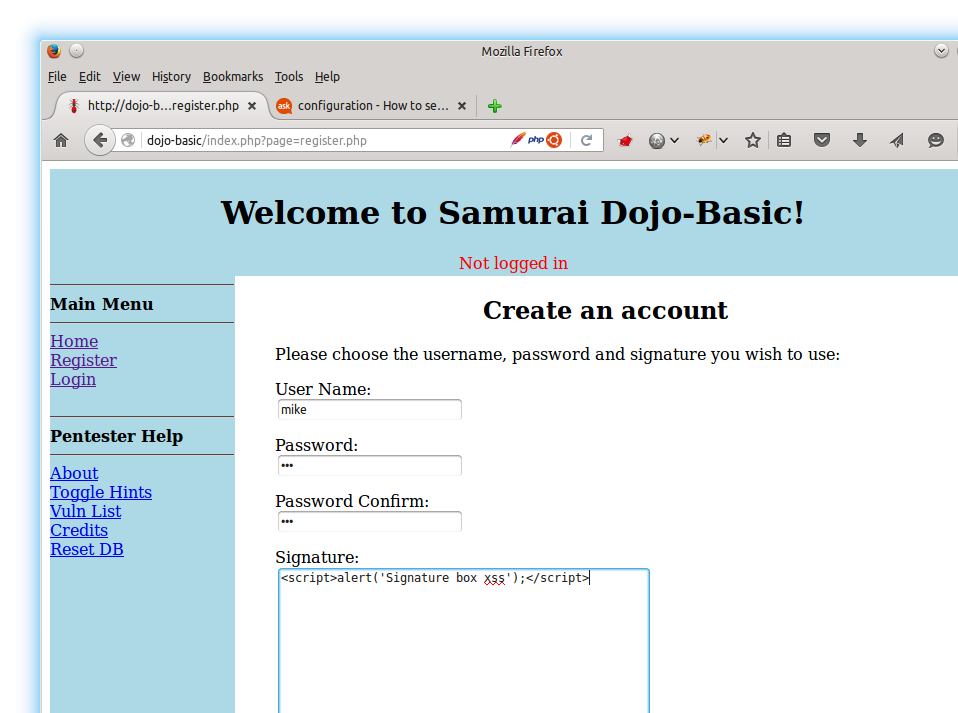 Mozilla Firefox
File Edit View History Bookmarks Tools Help
http://dojo-b...register.php × ask configuration - How to se... ×
dojo-basic/index.php?page=register.php php
Welcome to Samurai Dojo-Basic!
Not logged in
Main Menu
Home
Register
Login
Pentester Help
About
Toggle Hints
Vuln List
Credits
Reset DB
Create an account
Please choose the username, password and signature you wish to use:
User Name:
mike
Password:
•••
Password Confirm:
•••
Signature:
<script>alert('Signature box xss');</script>